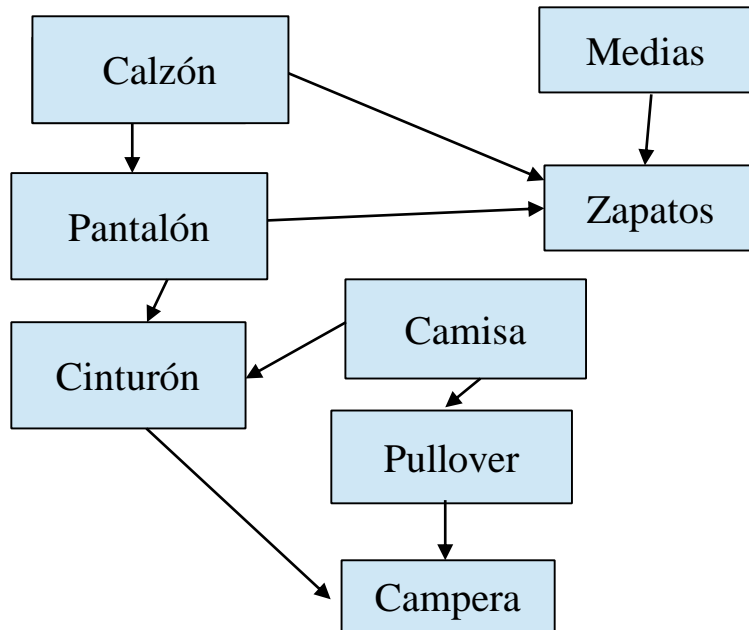 Calzón
Medias
Pantalón
Zapatos
Cinturón
Camisa
Pullover
Campera